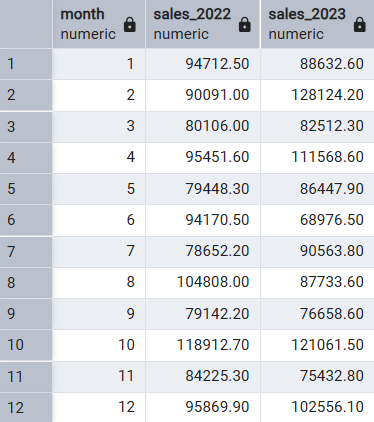 month sales_2022 sales_2023
numeric numeric numeric
1 1 94712.50 88632.60
2 2 90091.00 128124.20
3 3 80106.00 82512.30
4 4 95451.60 111568.60
5 5 79448.30 86447.90
6 6 94170.50 68976.50
7 7 78652.20 90563.80
8 8 104808.00 87733.60
9 9 79142.20 76658.60
10 10 118912.70 121061.50
11 11 84225.30 75432.80
12 12 95869.90 102556.10